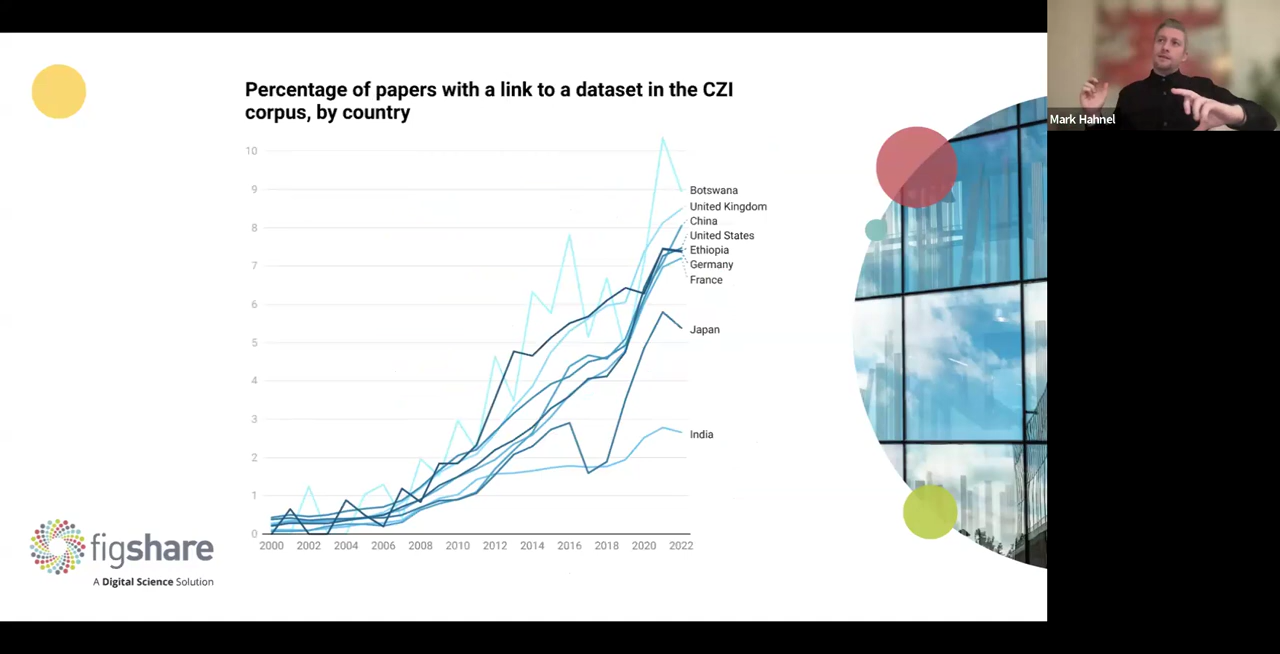 Percentage of papers with a link to a dataset in the CZI
corpus, by country
10
9
8
7
6
5
4
3
2
1
0
2000 2002 2004 2006 2008 2010 2012 2014 2016 2018 2020 2022
Botswana
United Kingdom
China
United States
Ethiopia
Germany
France
Japan
India
figshare
A Digital Science Solution
Mark Hahnel